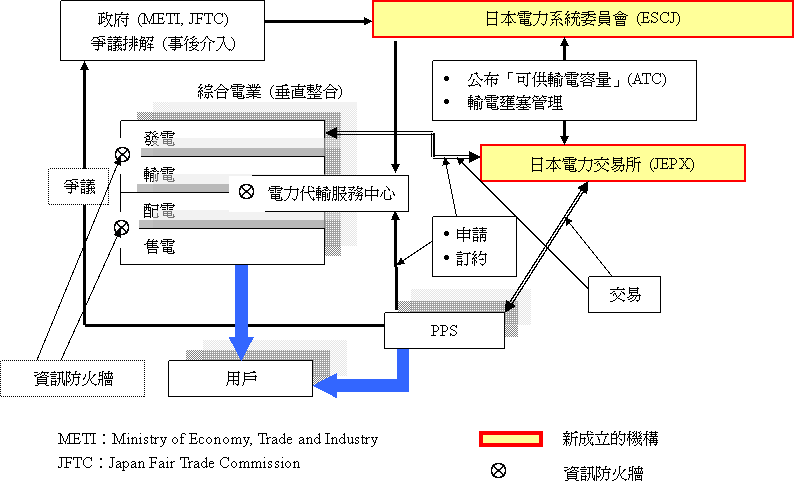 政府 (METI, JFTC)
爭議排解 (事後介入)
日本電力系統委員會 (ESCJ)
• 公布「可供輸電容量」(ATC)
• 輸電壅塞管理
綜合電業 (垂直整合)
發電
輸電
配電
售電
日本電力交易所 (JEPX)
爭議
電力代輸服務中心
• 申請
• 訂約
交易
PPS
資訊防火牆
用戶
METI：Ministry of Economy, Trade and Industry
JFTC：Japan Fair Trade Commission
新成立的機構
資訊防火牆